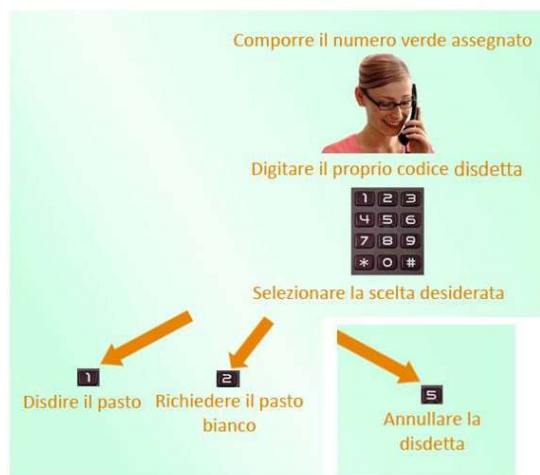 Comporre il numero verde assegnato
Digitare il proprio codice disdetta
1 2 3
4 5 6
7 8 9
* 0 #
Selezionare la scelta desiderata
1
Disdire il pasto
2
Richiedere il pasto
bianco
5
Annullare la
disdetta